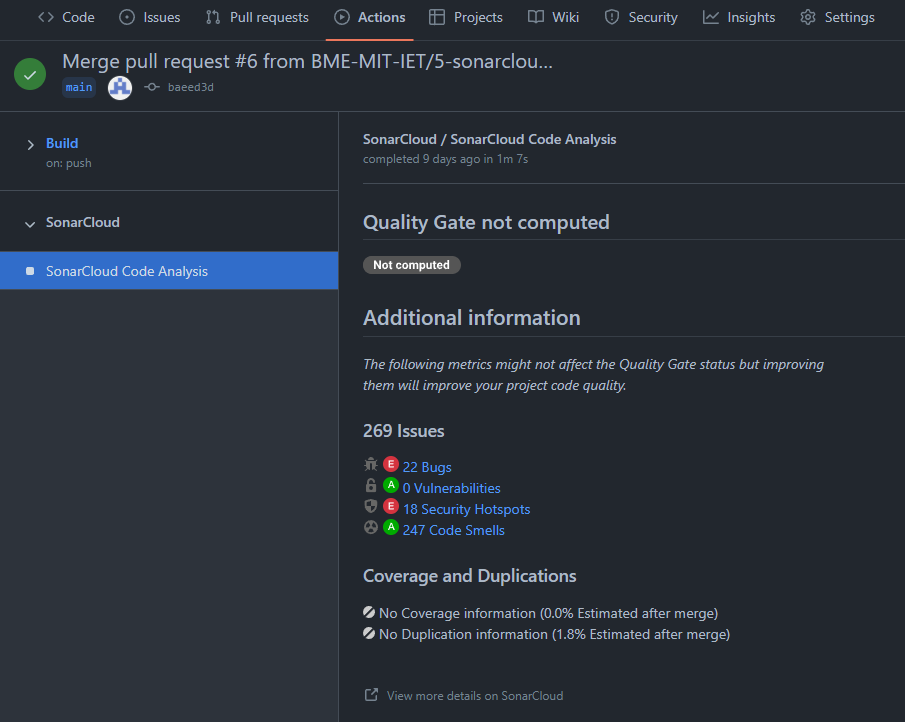 Code Issues Pull requests Actions Projects Wiki Security Insights Settings
Merge pull request #6 from BME-MIT-IET/5-sonarclou...
main baeed3d
Build
on: push
SonarCloud
SonarCloud Code Analysis
SonarCloud / SonarCloud Code Analysis
completed 9 days ago in 1m 7s
Quality Gate not computed
Not computed
Additional information
The following metrics might not affect the Quality Gate status but improving
them will improve your project code quality.
269 Issues
E 22 Bugs
A 0 Vulnerabilities
E 18 Security Hotspots
A 247 Code Smells
Coverage and Duplications
No Coverage information (0.0% Estimated after merge)
No Duplication information (1.8% Estimated after merge)
View more details on SonarCloud